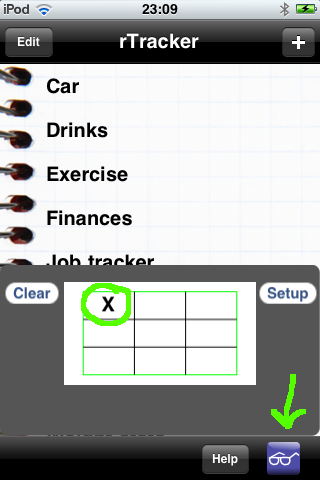 iPod 23:09
Edit rTracker +
Car
Drinks
Exercise
Finances
Job tracker
Clear X Setup
Help